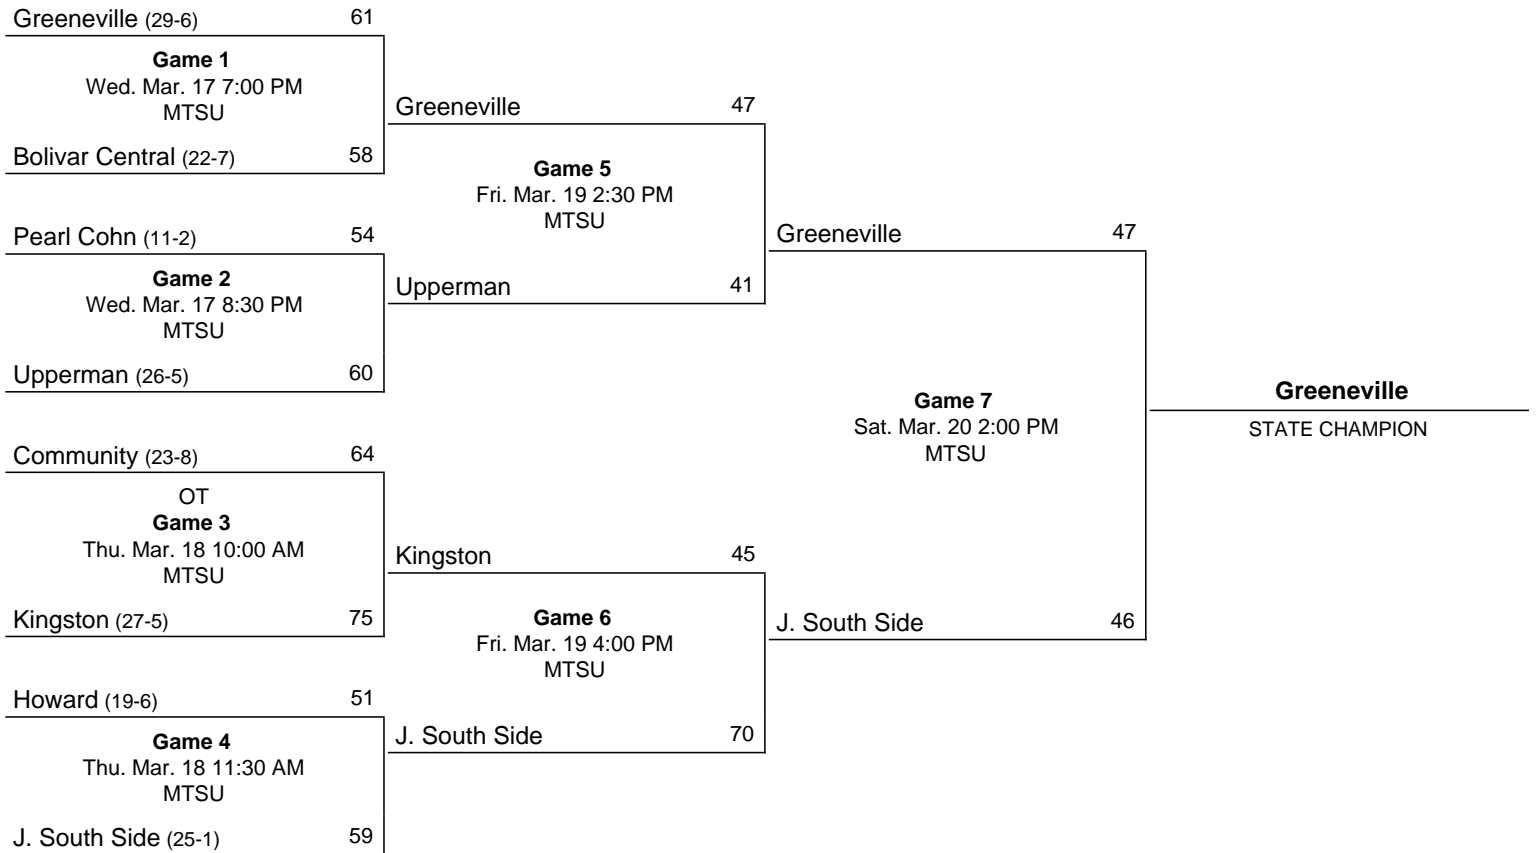 Greeneville (29-6) 61
Game 1
Wed. Mar. 17 7:00 PM
MTSU
Bolivar Central (22-7) 58
Pearl Cohn (11-2) 54
Game 2
Wed. Mar. 17 8:30 PM
MTSU
Upperman (26-5) 60
Community (23-8) 64
OT
Game 3
Thu. Mar. 18 10:00 AM
MTSU
Kingston (27-5) 75
Howard (19-6) 51
Game 4
Thu. Mar. 18 11:30 AM
MTSU
J. South Side (25-1) 59
Greeneville 47
Game 5
Fri. Mar. 19 2:30 PM
MTSU
Upperman 41
Kingston 45
Game 6
Fri. Mar. 19 4:00 PM
MTSU
J. South Side 70
Greeneville 47
Game 7
Sat. Mar. 20 2:00 PM
MTSU
J. South Side 46
Greeneville
STATE CHAMPION